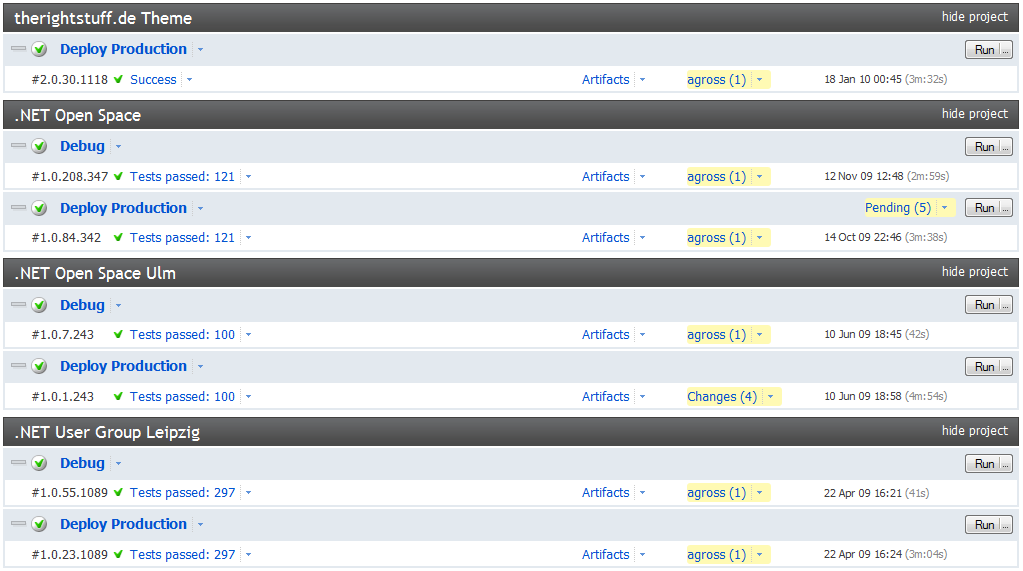 therightstuff.de Theme hide project
Deploy Production Run ...
#2.0.30.1118 Success Artifacts agross (1) 18 Jan 10 00:45 (3m:32s)
.NET Open Space hide project
Debug Run ...
#1.0.208.347 Tests passed: 121 Artifacts agross (1) 12 Nov 09 12:48 (2m:59s)
Deploy Production Pending (5) Run ...
#1.0.84.342 Tests passed: 121 Artifacts agross (1) 14 Oct 09 22:46 (3m:38s)
.NET Open Space Ulm hide project
Debug Run ...
#1.0.7.243 Tests passed: 100 Artifacts agross (1) 10 Jun 09 18:45 (42s)
Deploy Production Run ...
#1.0.1.243 Tests passed: 100 Artifacts Changes (4) 10 Jun 09 18:58 (4m:54s)
.NET User Group Leipzig hide project
Debug Run ...
#1.0.55.1089 Tests passed: 297 Artifacts agross (1) 22 Apr 09 16:21 (41s)
Deploy Production Run ...
#1.0.23.1089 Tests passed: 297 Artifacts agross (1) 22 Apr 09 16:24 (3m:04s)